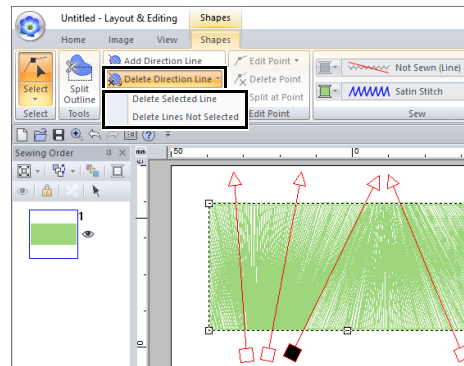 Untitled - Layout & Editing
Shapes
Home
Image
View
Shapes
Select
Split Outline
Add Direction Line
Delete Direction Line
Delete Selected Line
Delete Lines Not Selected
Edit Point
Delete Point
Split at Point
Not Sewn (Line)
Satin Stitch
Select
Tools
Edit Point
Sew
Sewing Order
mm
50
0
1
0